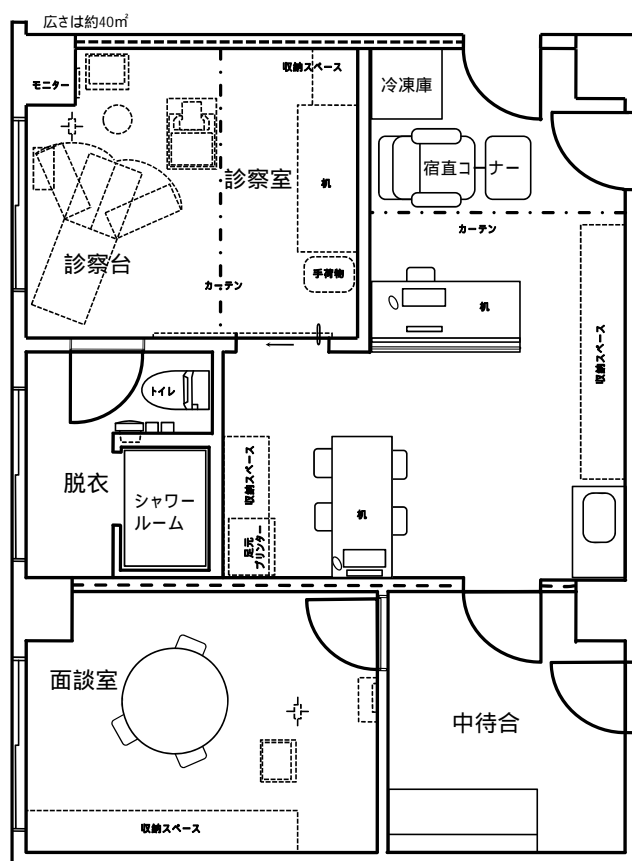 広さは約40㎡
モニター
収納スペース
冷凍庫
診察室
机
宿直コーナー
カーテン
診察台
カーテン
手荷物
机
収納スペース
トイレ
脱衣
シャワー
ルーム
収納スペース
足元
プリンター
机
面談室
中待合
収納スペース